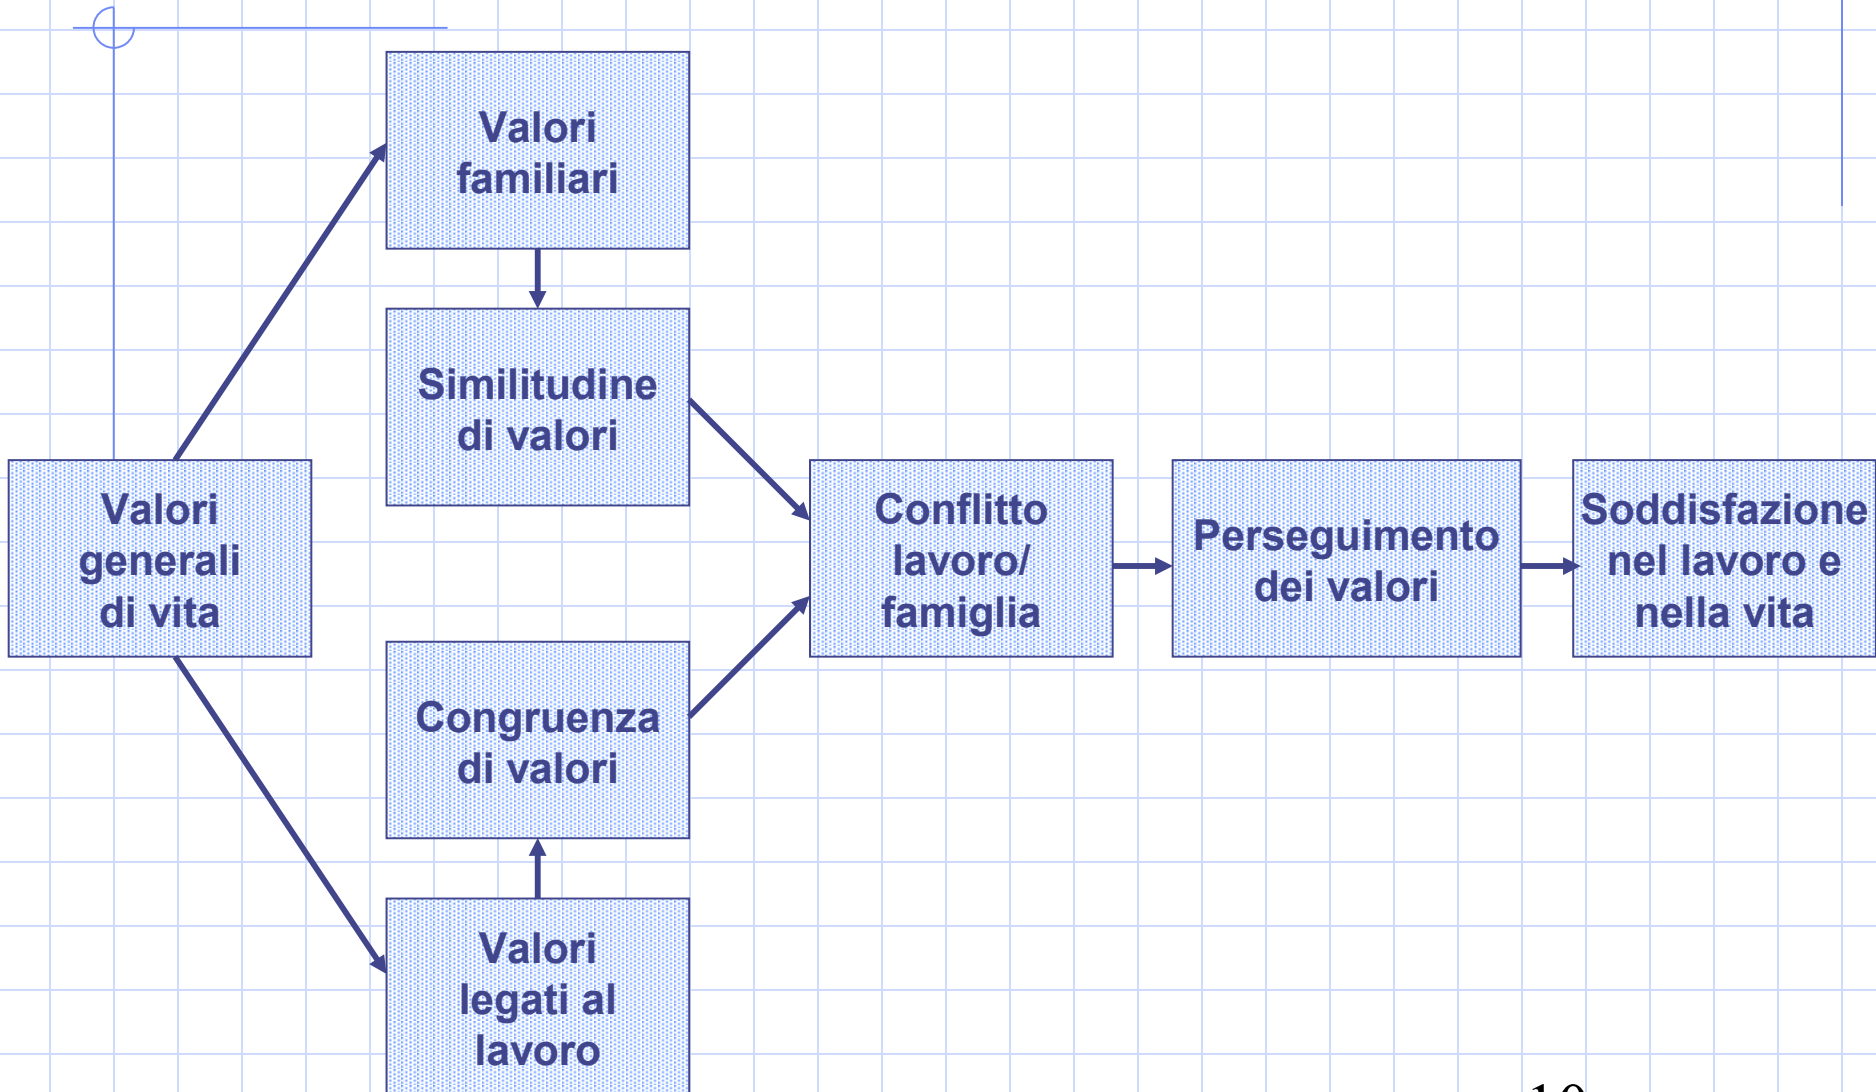 Valori
familiari
Similitudine
di valori
Valori
generali
di vita
Conflitto
lavoro/
famiglia
Perseguimento
dei valori
Soddisfazione
nel lavoro e
nella vita
Congruenza
di valori
Valori
legati al
lavoro